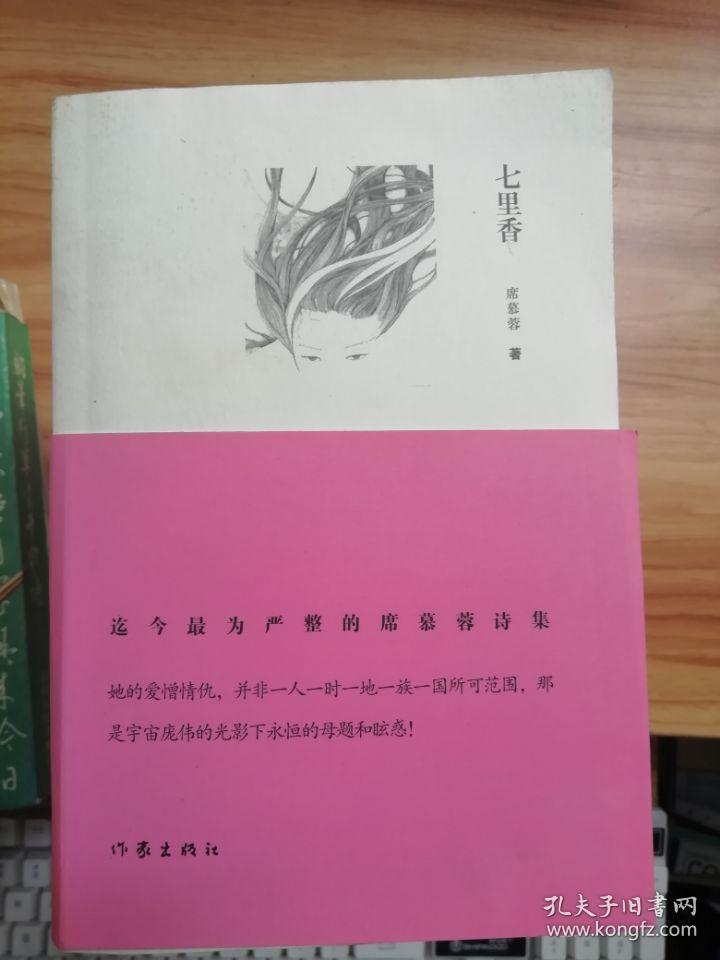 七里香
席慕蓉 著
迄今最为严整的席慕蓉诗集
她的爱憎情仇，并非一人一时一地一族一国所可范围，那
是宇宙庞伟的光影下永恒的母题和眩惑！
作家出版社
孔夫子旧书网
www.kongfz.com